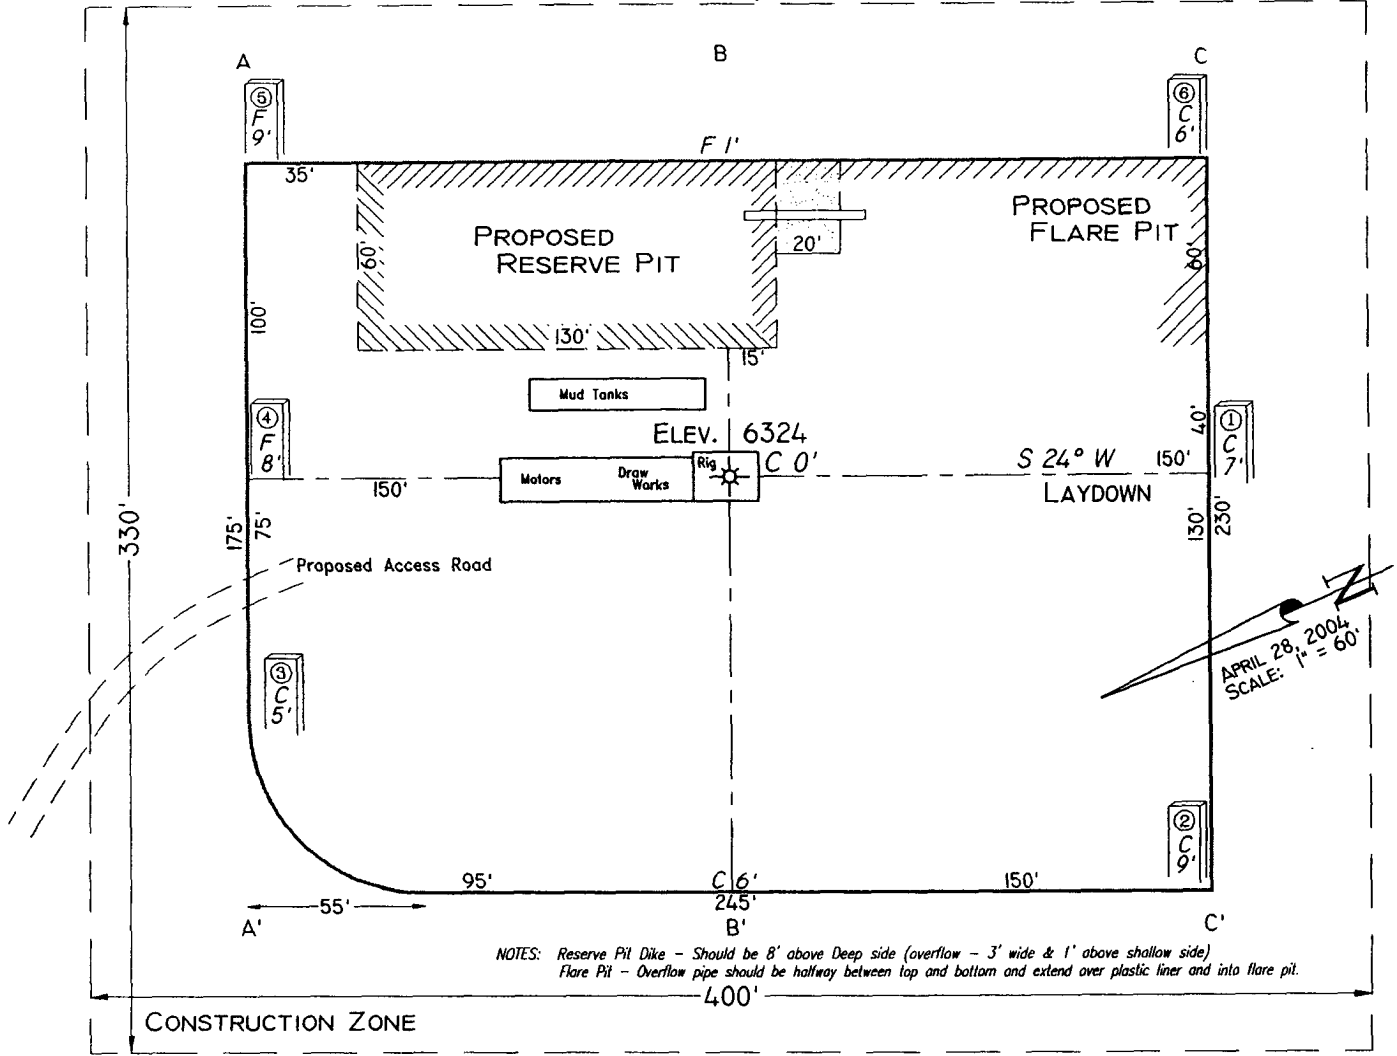 A
B
C
5
F
9'
6
C
6'
F 1'
35'
PROPOSED
RESERVE PIT
60'
20'
PROPOSED
FLARE PIT
60'
100'
130'
15'
Mud Tanks
4
F
8'
ELEV. 6324
Rig
C 0'
Motors
Draw
Works
150'
S 24° W
150'
LAYDOWN
40'
1
C
7'
175'
75'
130'
230'
330'
Proposed Access Road
N
APRIL 28, 2004
SCALE: 1" = 60'
3
C
5'
2
C
9'
95'
C 6'
150'
55'
245'
A'
B'
C'
NOTES: Reserve Pit Dike – Should be 8' above Deep side (overflow – 3' wide & 1' above shallow side)
Flare Pit – Overflow pipe should be halfway between top and bottom and extend over plastic liner and into flare pit.
400'
CONSTRUCTION ZONE